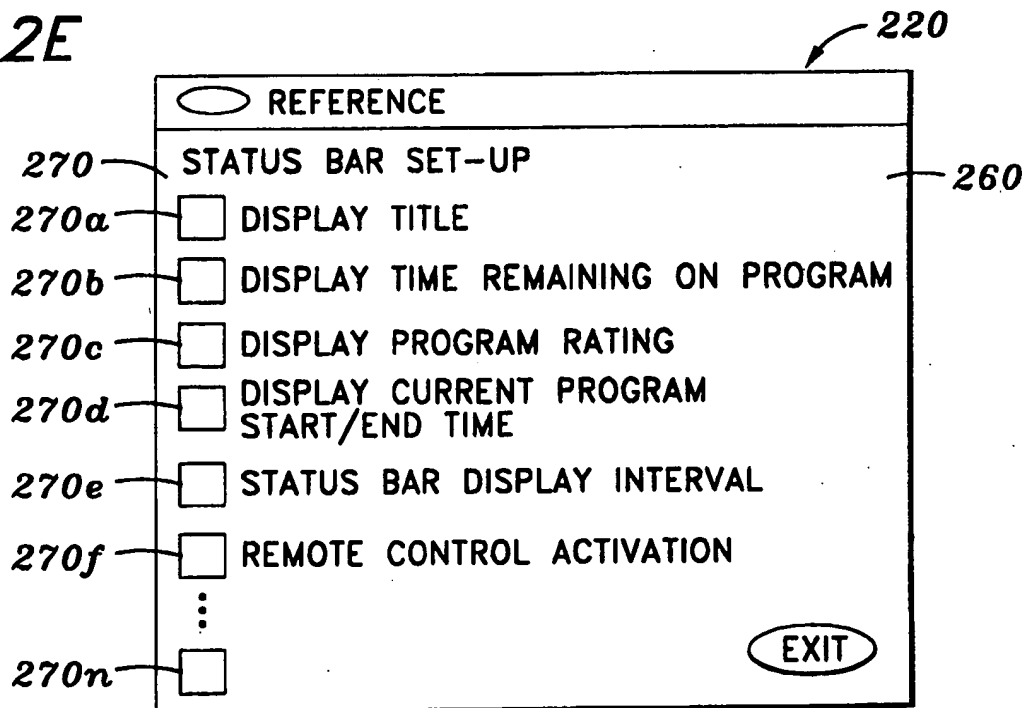 2E
220
REFERENCE
270 STATUS BAR SET-UP 260
270a DISPLAY TITLE
270b DISPLAY TIME REMAINING ON PROGRAM
270c DISPLAY PROGRAM RATING
270d DISPLAY CURRENT PROGRAM
START/END TIME
270e STATUS BAR DISPLAY INTERVAL
270f REMOTE CONTROL ACTIVATION
270n
EXIT